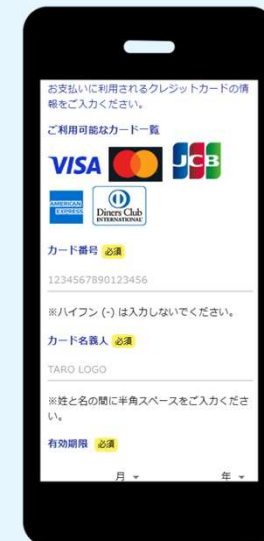 お支払いに利用されるクレジットカードの情
報をご入力ください。
ご利用可能なカード一覧
VISA
JCB
AMERICAN
EXPRESS
Diners Club
INTERNATIONAL
カード番号 必須
1234567890123456
※ハイフン (-) は入力しないでください。
カード名義人 必須
TARO LOGO
※姓と名の間に半角スペースをご入力くださ
い。
有効期限 必須
月 年